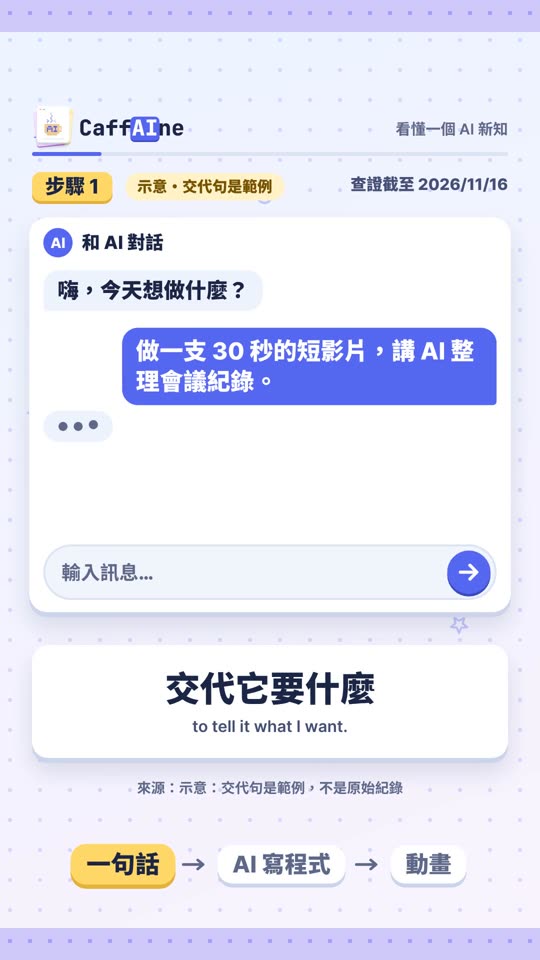 CaffAIne
看懂一個 AI 新知
步驟 1
示意・交代句是範例
查證截至 2026/11/16
AI
和 AI 對話
嗨，今天想做什麼？
做一支 30 秒的短影片，講 AI 整
理會議紀錄。
輸入訊息…
交代它要什麼
to tell it what I want.
來源：示意：交代句是範例，不是原始紀錄
一句話 → AI 寫程式 → 動畫